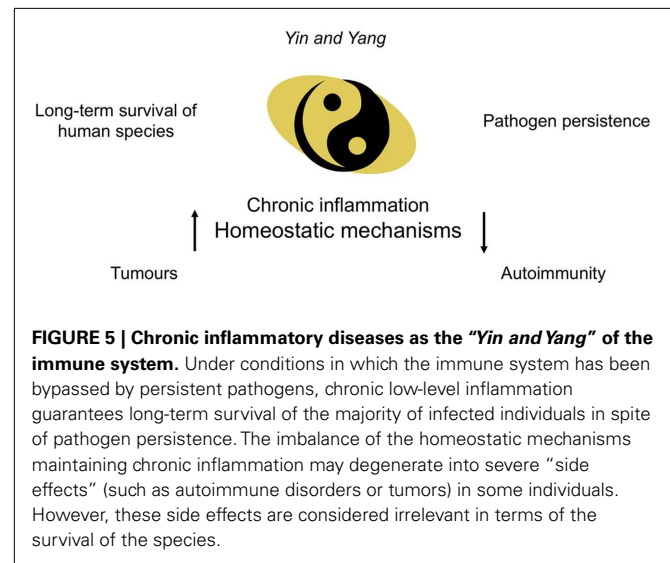 Yin and Yang
Long-term survival of
human species
Pathogen persistence
Chronic inflammation
Homeostatic mechanisms
Tumours
Autoimmunity
FIGURE 5 | Chronic inflammatory diseases as the "Yin and Yang" of the
immune system. Under conditions in which the immune system has been
bypassed by persistent pathogens, chronic low-level inflammation
guarantees long-term survival of the majority of infected individuals in spite
of pathogen persistence. The imbalance of the homeostatic mechanisms
maintaining chronic inflammation may degenerate into severe "side
effects" (such as autoimmune disorders or tumors) in some individuals.
However, these side effects are considered irrelevant in terms of the
survival of the species.